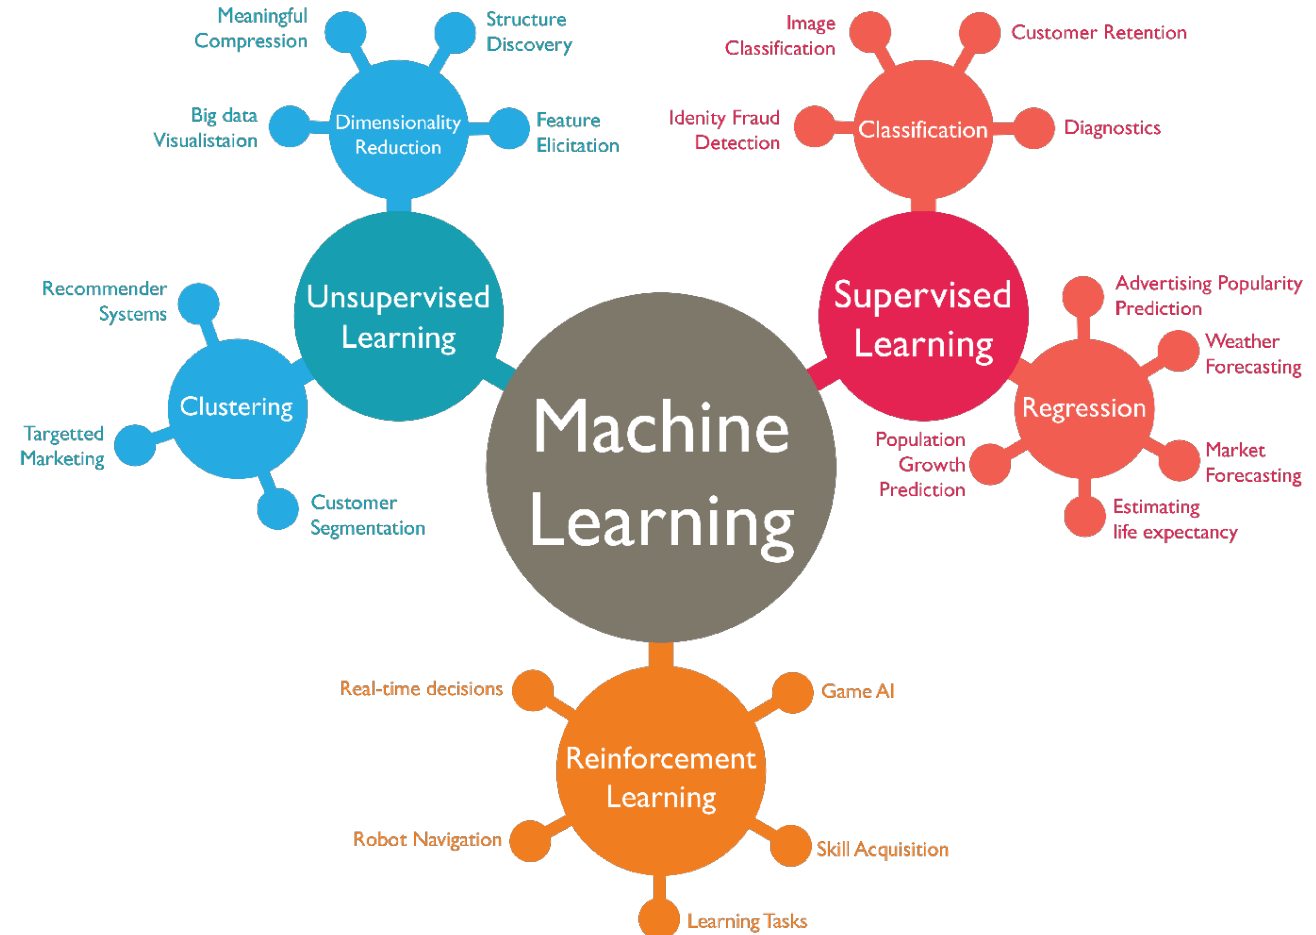 Meaningful
Compression
Structure
Discovery
Big data
Visualistaion
Dimensionality
Reduction
Feature
Elicitation
Image
Classification
Customer Retention
Idenity Fraud
Detection
Classification
Diagnostics
Unsupervised
Learning
Supervised
Learning
Recommender
Systems
Clustering
Targetted
Marketing
Customer
Segmentation
Machine
Learning
Advertising Popularity
Prediction
Weather
Forecasting
Regression
Population
Growth
Prediction
Market
Forecasting
Estimating
life expectancy
Real-time decisions
Game AI
Reinforcement
Learning
Robot Navigation
Skill Acquisition
Learning Tasks